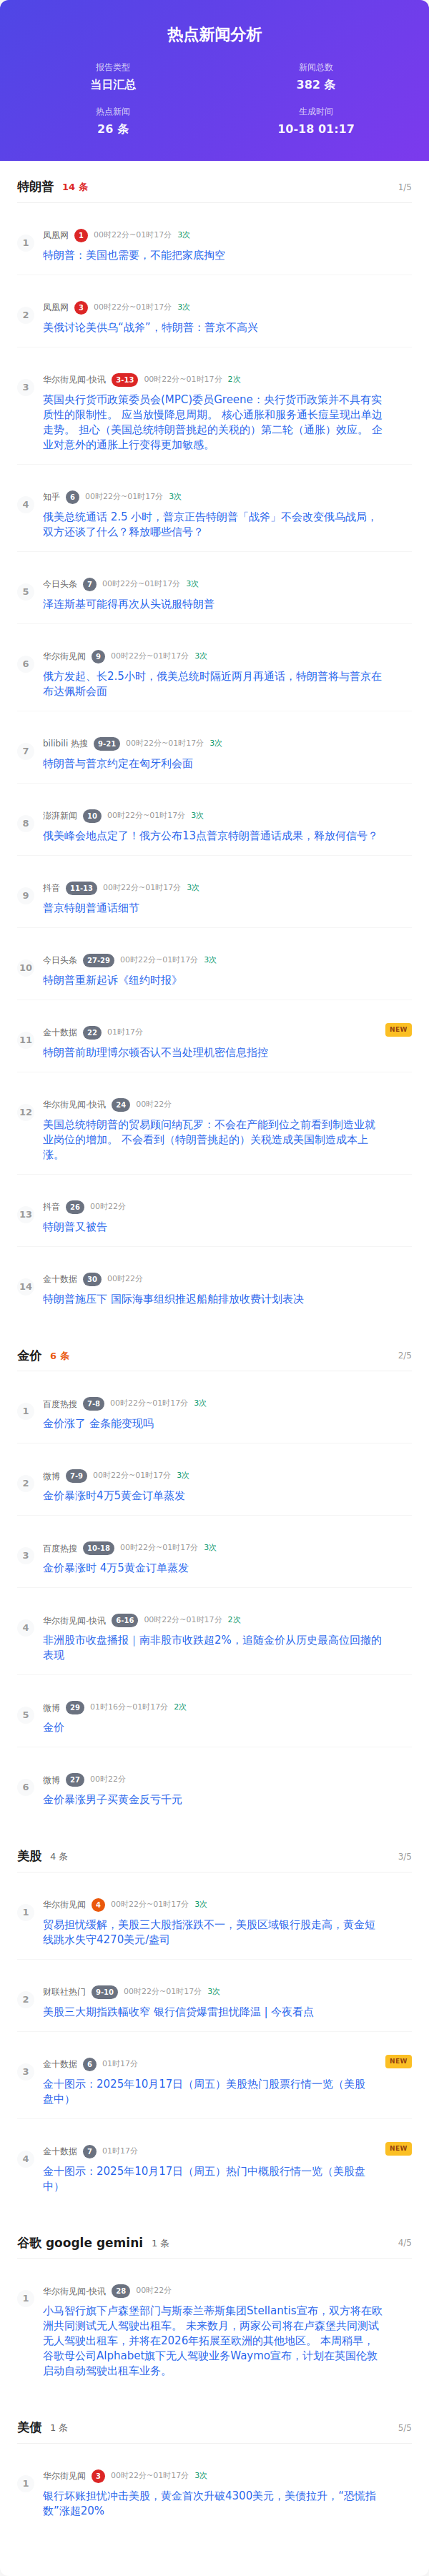 热点新闻分析
报告类型
当日汇总
新闻总数
382 条
热点新闻
26 条
生成时间
10-18 01:17
特朗普 14 条 1/5
1
凤凰网 1 00时22分~01时17分 3次
特朗普：美国也需要，不能把家底掏空
2
凤凰网 3 00时22分~01时17分 3次
美俄讨论美供乌“战斧”，特朗普：普京不高兴
3
华尔街见闻-快讯 3-13 00时22分~01时17分 2次
英国央行货币政策委员会(MPC)委员Greene：央行货币政策并不具有实
质性的限制性。 应当放慢降息周期。 核心通胀和服务通长痘呈现出单边
走势。 担心（美国总统特朗普挑起的关税的）第二轮（通胀）效应。 企
业对意外的通胀上行变得更加敏感。
4
知乎 6 00时22分~01时17分 3次
俄美总统通话 2.5 小时，普京正告特朗普「战斧」不会改变俄乌战局，
双方还谈了什么？释放哪些信号？
5
今日头条 7 00时22分~01时17分 3次
泽连斯基可能得再次从头说服特朗普
6
华尔街见闻 9 00时22分~01时17分 3次
俄方发起、长2.5小时，俄美总统时隔近两月再通话，特朗普将与普京在
布达佩斯会面
7
bilibili 热搜 9-21 00时22分~01时17分 3次
特朗普与普京约定在匈牙利会面
8
澎湃新闻 10 00时22分~01时17分 3次
俄美峰会地点定了！俄方公布13点普京特朗普通话成果，释放何信号？
9
抖音 11-13 00时22分~01时17分 3次
普京特朗普通话细节
10
今日头条 27-29 00时22分~01时17分 3次
特朗普重新起诉《纽约时报》
11
金十数据 22 01时17分 NEW
特朗普前助理博尔顿否认不当处理机密信息指控
12
华尔街见闻-快讯 24 00时22分
美国总统特朗普的贸易顾问纳瓦罗：不会在产能到位之前看到制造业就
业岗位的增加。 不会看到（特朗普挑起的）关税造成美国制造成本上
涨。
13
抖音 26 00时22分
特朗普又被告
14
金十数据 30 00时22分
特朗普施压下 国际海事组织推迟船舶排放收费计划表决
金价 6 条 2/5
1
百度热搜 7-8 00时22分~01时17分 3次
金价涨了 金条能变现吗
2
微博 7-9 00时22分~01时17分 3次
金价暴涨时4万5黄金订单蒸发
3
百度热搜 10-18 00时22分~01时17分 3次
金价暴涨时 4万5黄金订单蒸发
4
华尔街见闻-快讯 6-16 00时22分~01时17分 2次
非洲股市收盘播报｜南非股市收跌超2%，追随金价从历史最高位回撤的
表现
5
微博 29 01时16分~01时17分 2次
金价
6
微博 27 00时22分
金价暴涨男子买黄金反亏千元
美股 4 条 3/5
1
华尔街见闻 4 00时22分~01时17分 3次
贸易担忧缓解，美股三大股指涨跌不一，美股区域银行股走高，黄金短
线跳水失守4270美元/盎司
2
财联社热门 9-10 00时22分~01时17分 3次
美股三大期指跌幅收窄 银行信贷爆雷担忧降温 | 今夜看点
3
金十数据 6 01时17分 NEW
金十图示：2025年10月17日（周五）美股热门股票行情一览（美股
盘中）
4
金十数据 7 01时17分 NEW
金十图示：2025年10月17日（周五）热门中概股行情一览（美股盘
中）
谷歌 google gemini 1 条 4/5
1
华尔街见闻-快讯 28 00时22分
小马智行旗下卢森堡部门与斯泰兰蒂斯集团Stellantis宣布，双方将在欧
洲共同测试无人驾驶出租车。 未来数月，两家公司将在卢森堡共同测试
无人驾驶出租车，并将在2026年拓展至欧洲的其他地区。 本周稍早，
谷歌母公司Alphabet旗下无人驾驶业务Waymo宣布，计划在英国伦敦
启动自动驾驶出租车业务。
美债 1 条 5/5
1
华尔街见闻 3 00时22分~01时17分 3次
银行坏账担忧冲击美股，黄金首次升破4300美元，美债拉升，“恐慌指
数”涨超20%